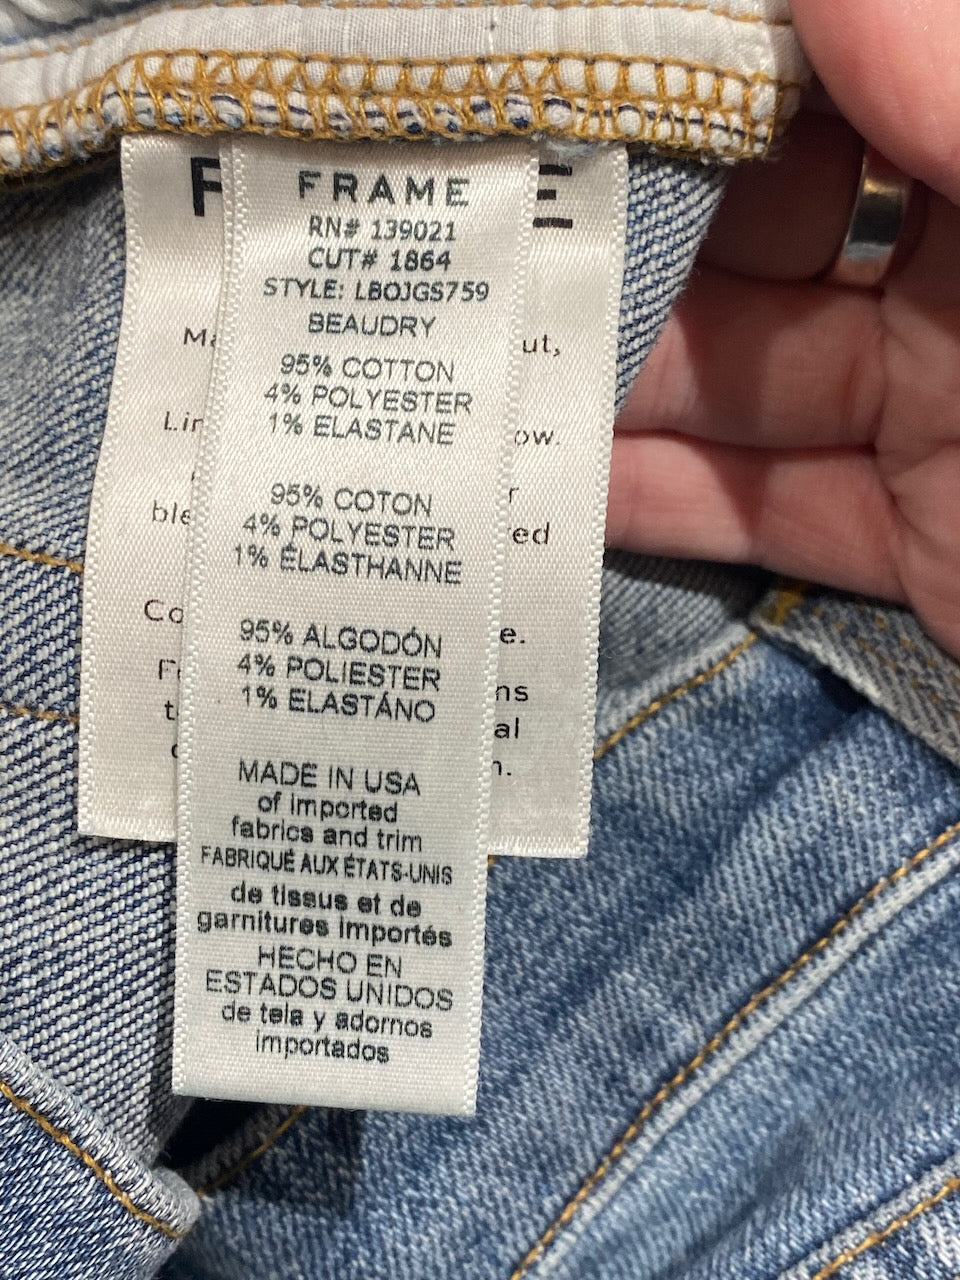 FRAME
RN# 139021
CUT# 1864
STYLE: LBOJGS759
BEAUDRY
95% COTTON
4% POLYESTER
1% ELASTANE
95% COTON
4% POLYESTER
1% ÉLASTHANNE
95% ALGODÓN
4% POLIESTER
1% ELASTÁNO
MADE IN USA
of imported
fabrics and trim
FABRIQUÉ AUX ÉTATS-UNIS
de tissus et de
garnitures importés
HECHO EN
ESTADOS UNIDOS
de tela y adornos
importados